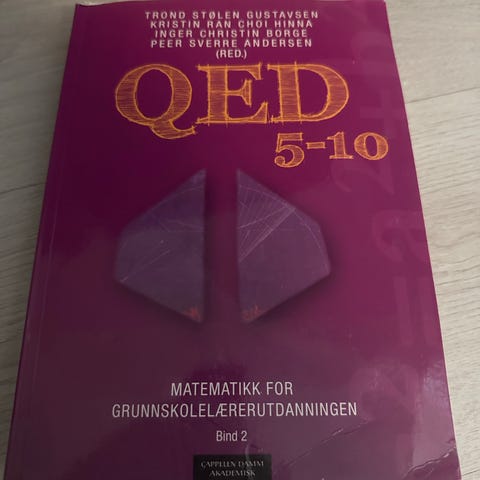 TROND STØLEN GUSTAVSEN
KRISTIN RAN CHOI HINNA
INGER CHRISTIN BORGE
PEER SVERRE ANDERSEN
(RED.)
QED
5-10
MATEMATIKK FOR
GRUNNSKOLELÆRERUTDANNINGEN
Bind 2
CAPPELEN DAMM
AKADEMISK